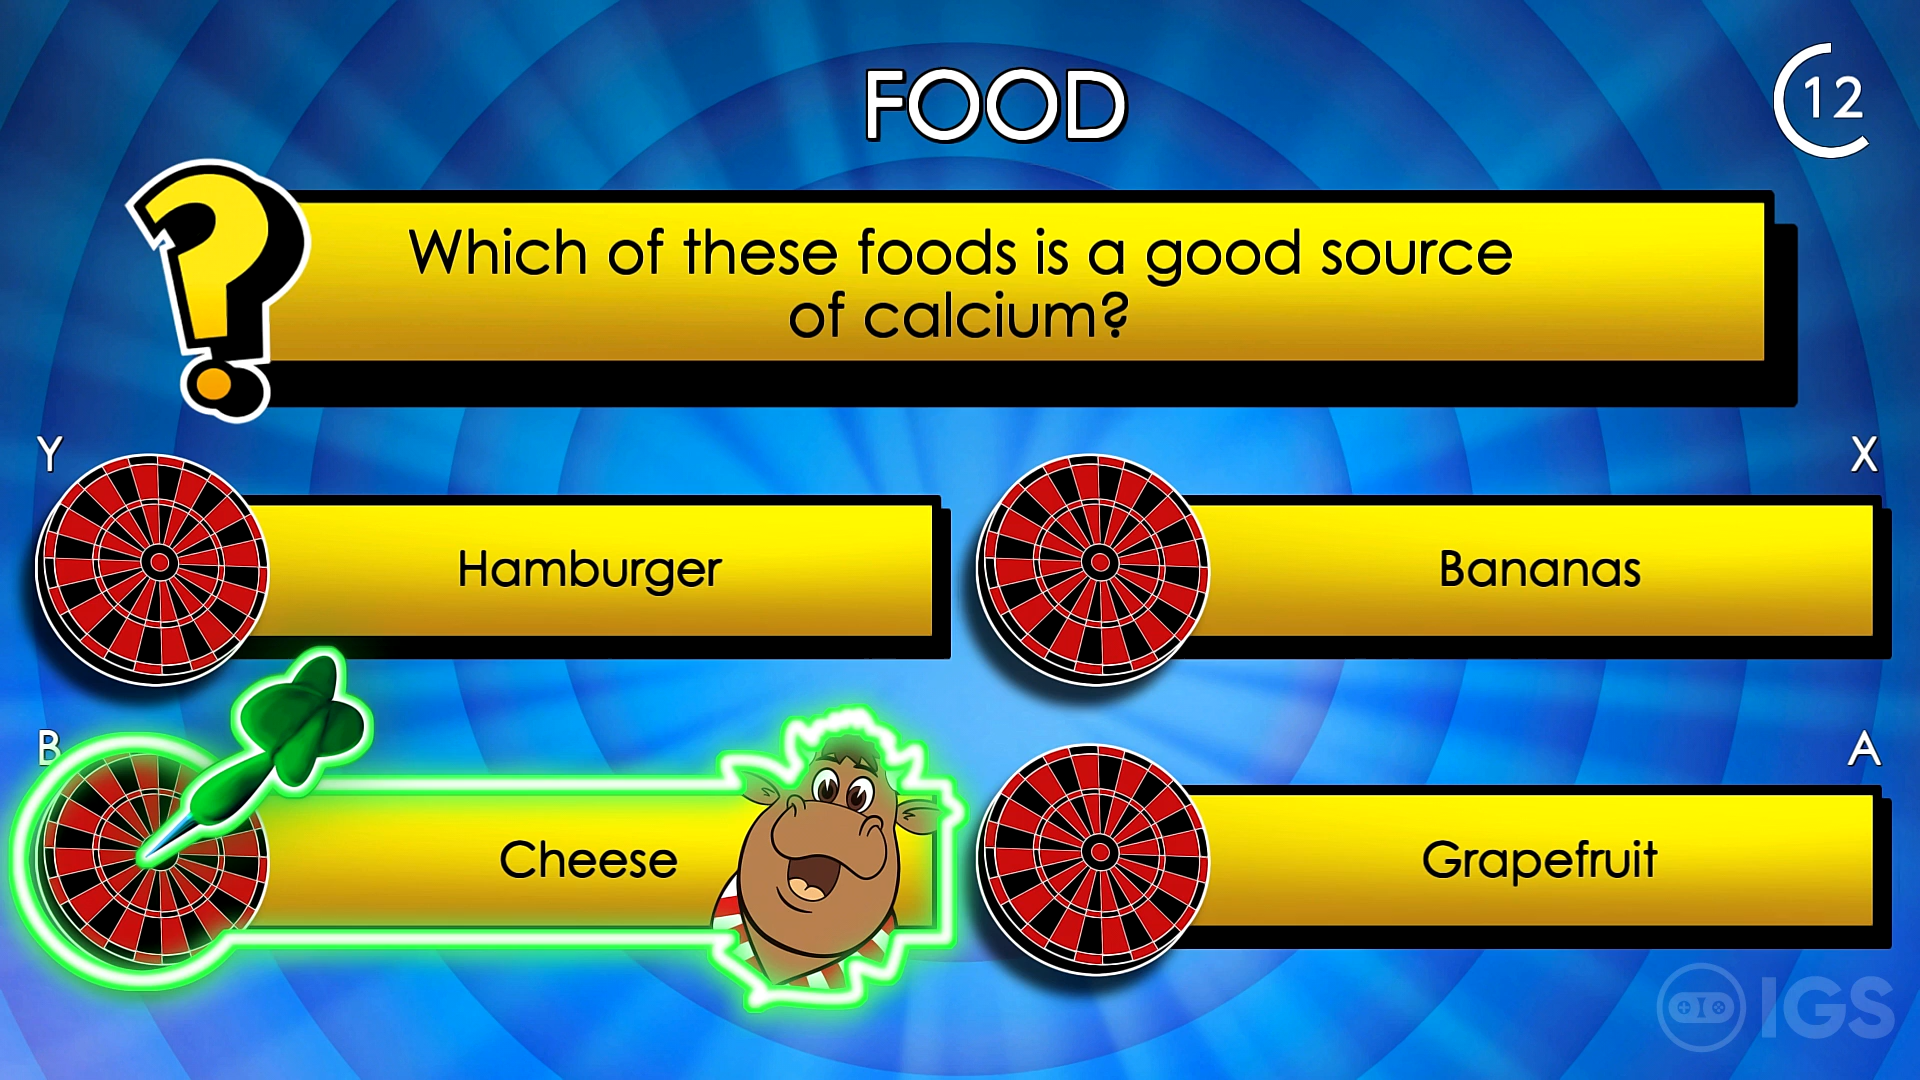 FOOD
12
Which of these foods is a good source
of calcium?
Y
X
Hamburger
Bananas
B
A
Cheese
Grapefruit
IGS